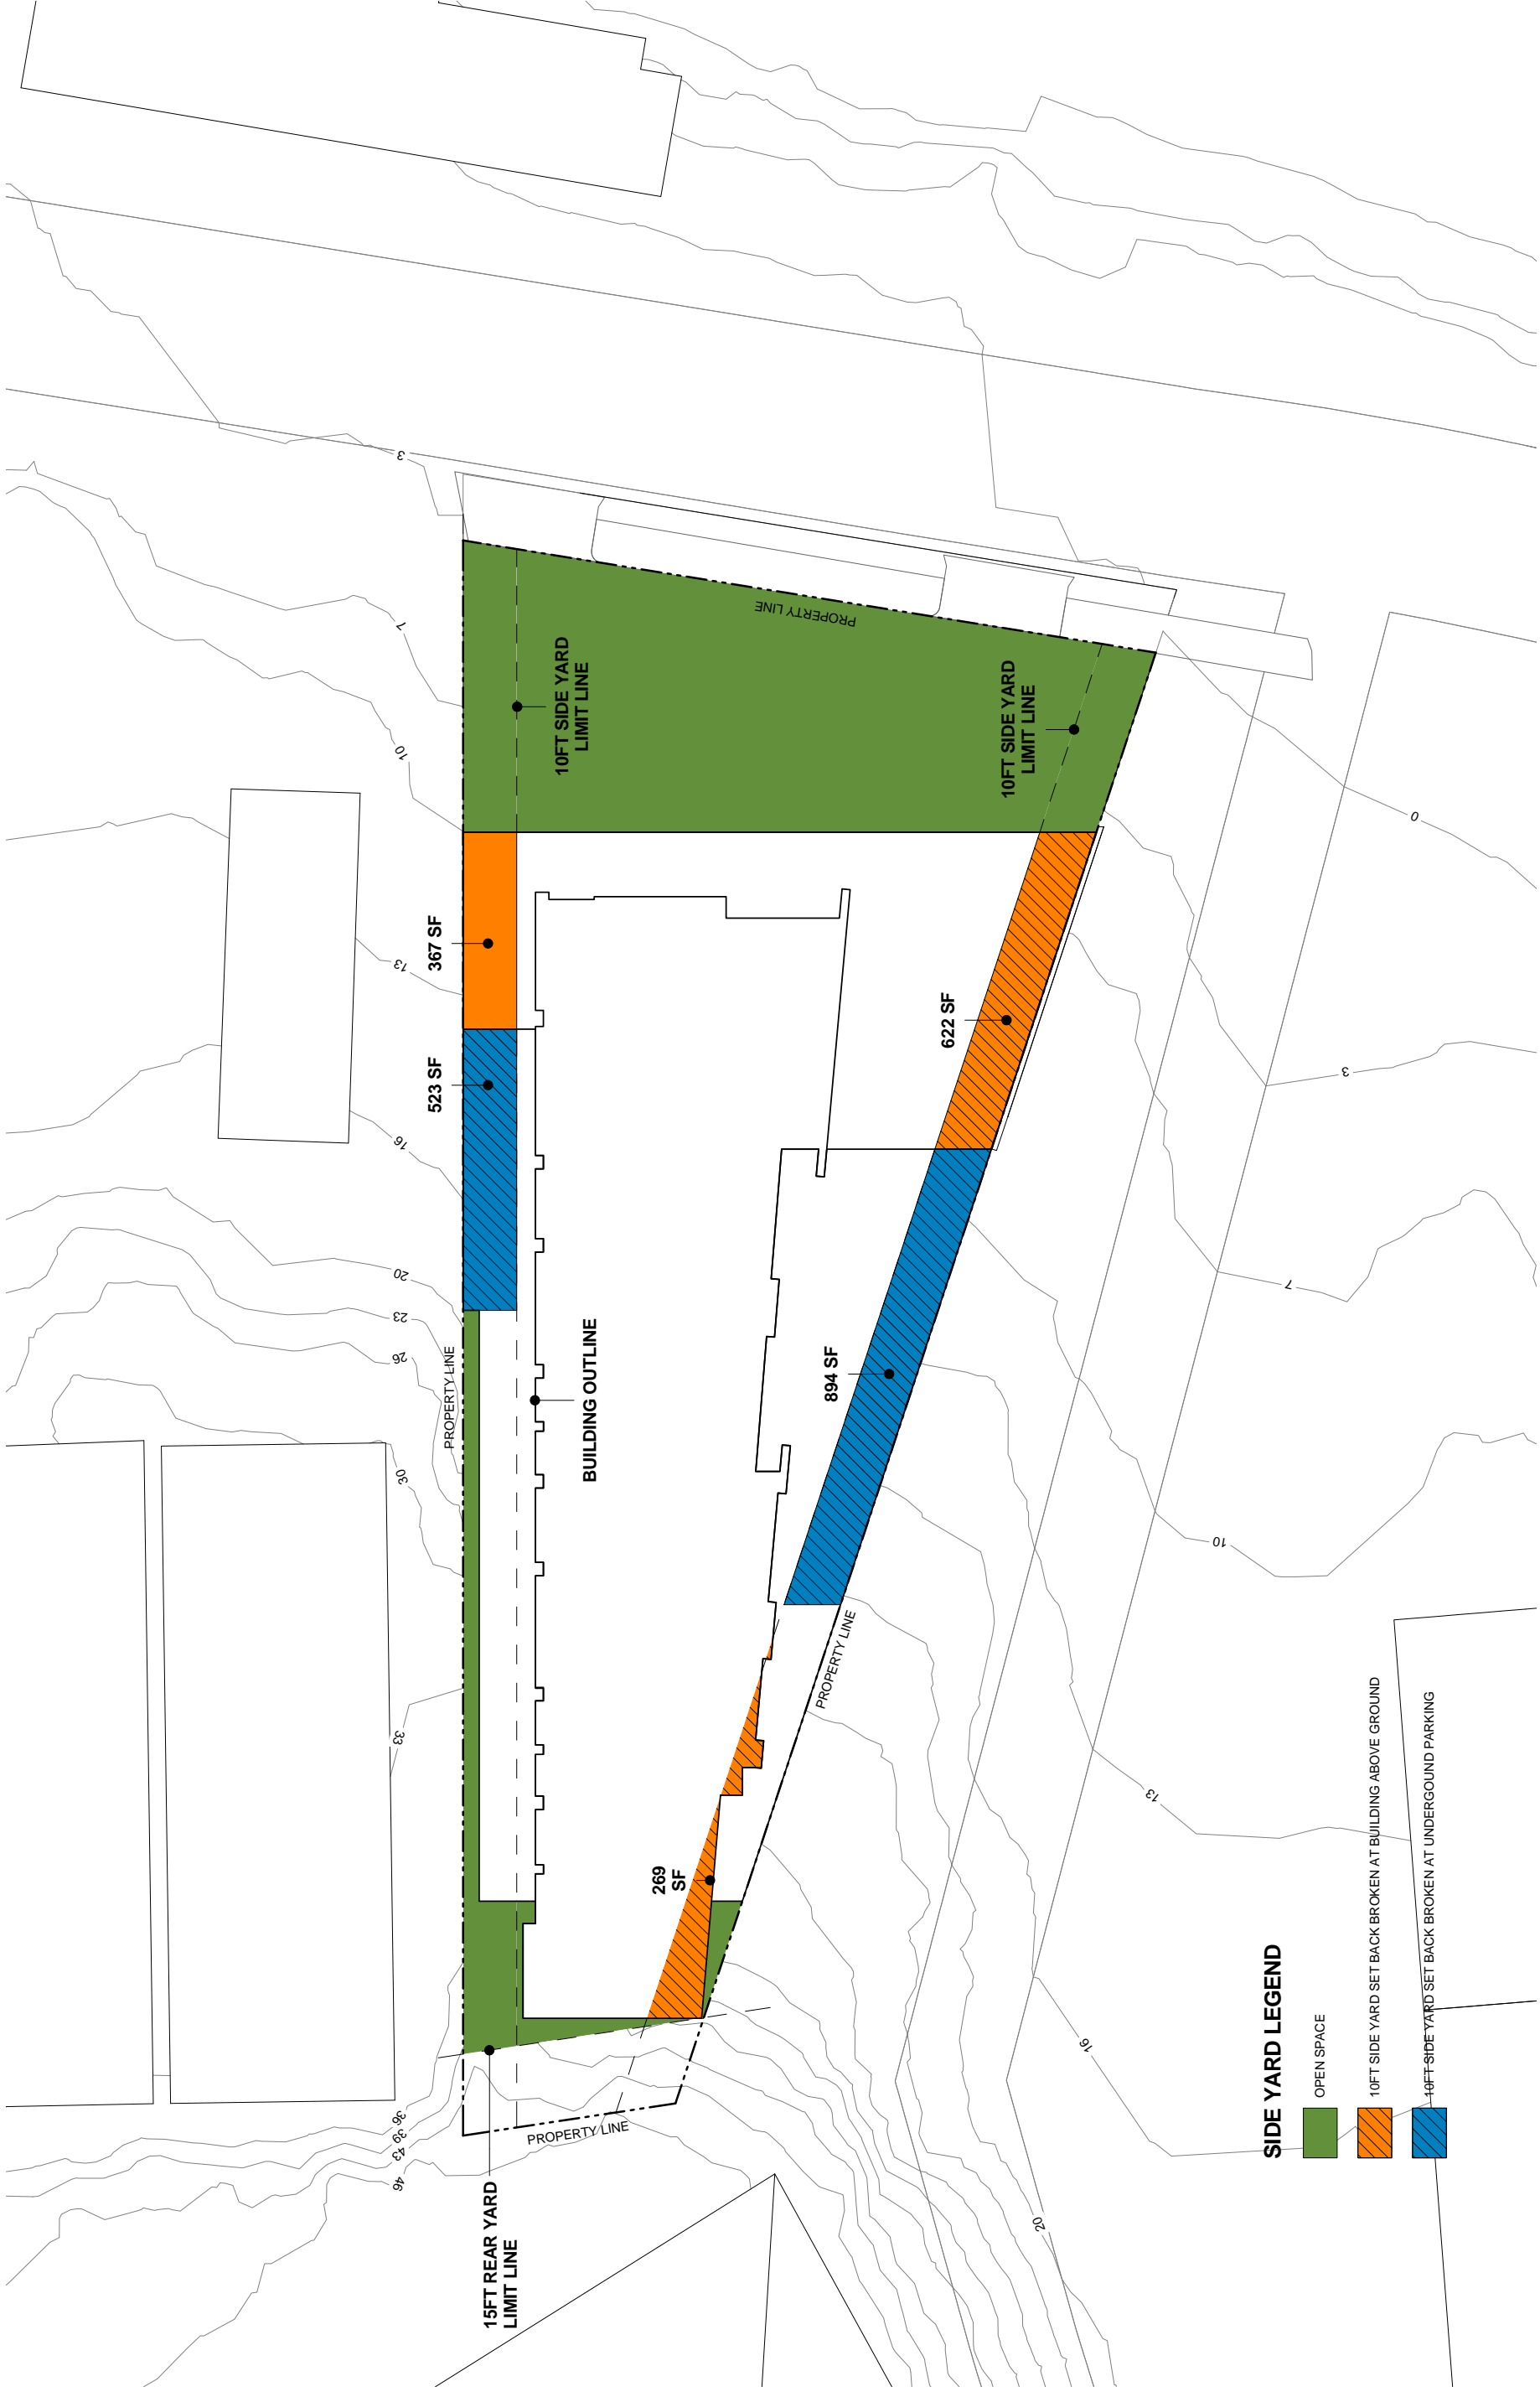 3
7
10
13
16
20
23
26
30
33
36
39
43
46
PROPERTY LINE
10FT SIDE YARD
LIMIT LINE
10FT SIDE YARD
LIMIT LINE
367 SF
523 SF
622 SF
894 SF
269
SF
BUILDING OUTLINE
PROPERTY LINE
PROPERTY LINE
PROPERTY LINE
15FT REAR YARD
LIMIT LINE
0
3
7
10
13
16
20
SIDE YARD LEGEND
OPEN SPACE
10FT SIDE YARD SET BACK BROKEN AT BUILDING ABOVE GROUND
10FT SIDE YARD SET BACK BROKEN AT UNDERGOUND PARKING